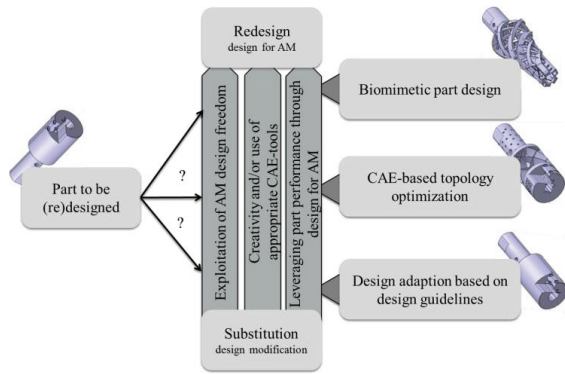 Redesign
design for AM
Part to be
(re)designed
?
?
Exploitation of AM design freedom
Creativity and/or use of
appropriate CAE-tools
Leveraging part performance through
design for AM
Biomimetic part design
CAE-based topology
optimization
Design adaption based on
design guidelines
Substitution
design modification